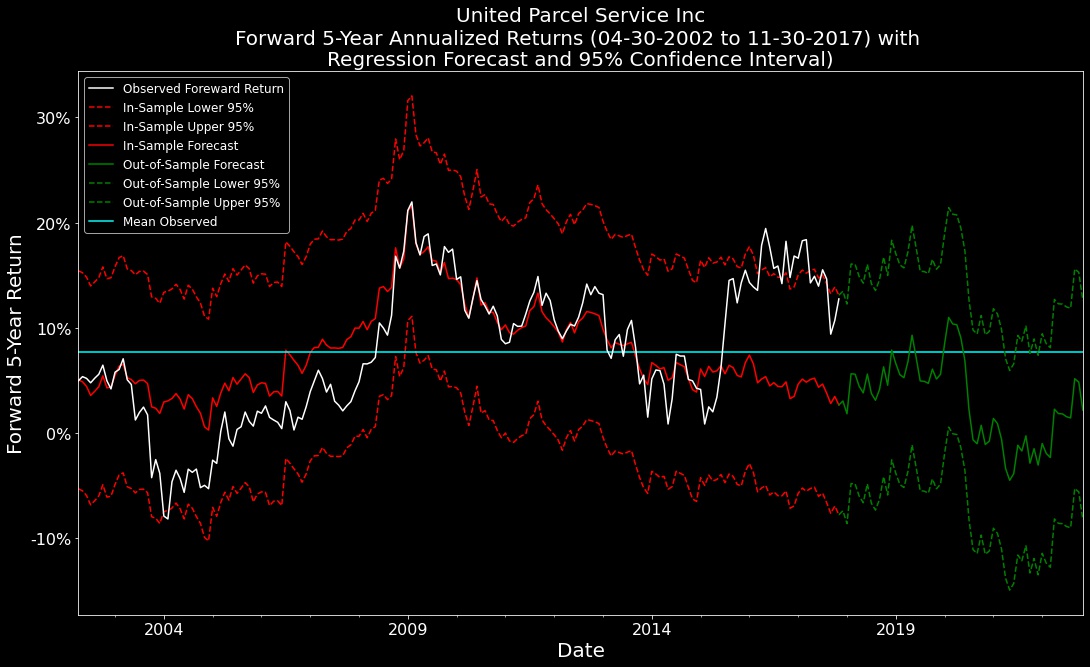 United Parcel Service Inc
Forward 5-Year Annualized Returns (04-30-2002 to 11-30-2017) with
Regression Forecast and 95% Confidence Interval)
Observed Foreward Return
In-Sample Lower 95%
In-Sample Upper 95%
In-Sample Forecast
Out-of-Sample Forecast
Out-of-Sample Lower 95%
Out-of-Sample Upper 95%
Mean Observed
Forward 5-Year Return
30%
20%
10%
0%
-10%
2004
2009
2014
2019
Date